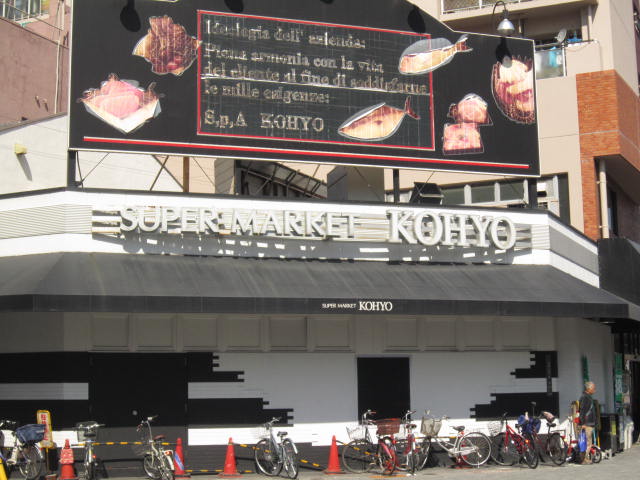 Ideologia dell' azienda:
Piena armonia con la vita
del cliente al fine di soddisfarne
le mille esigenze:
S.p.A KOHYO
SUPER MARKET KOHYO
SUPER MARKET KOHYO